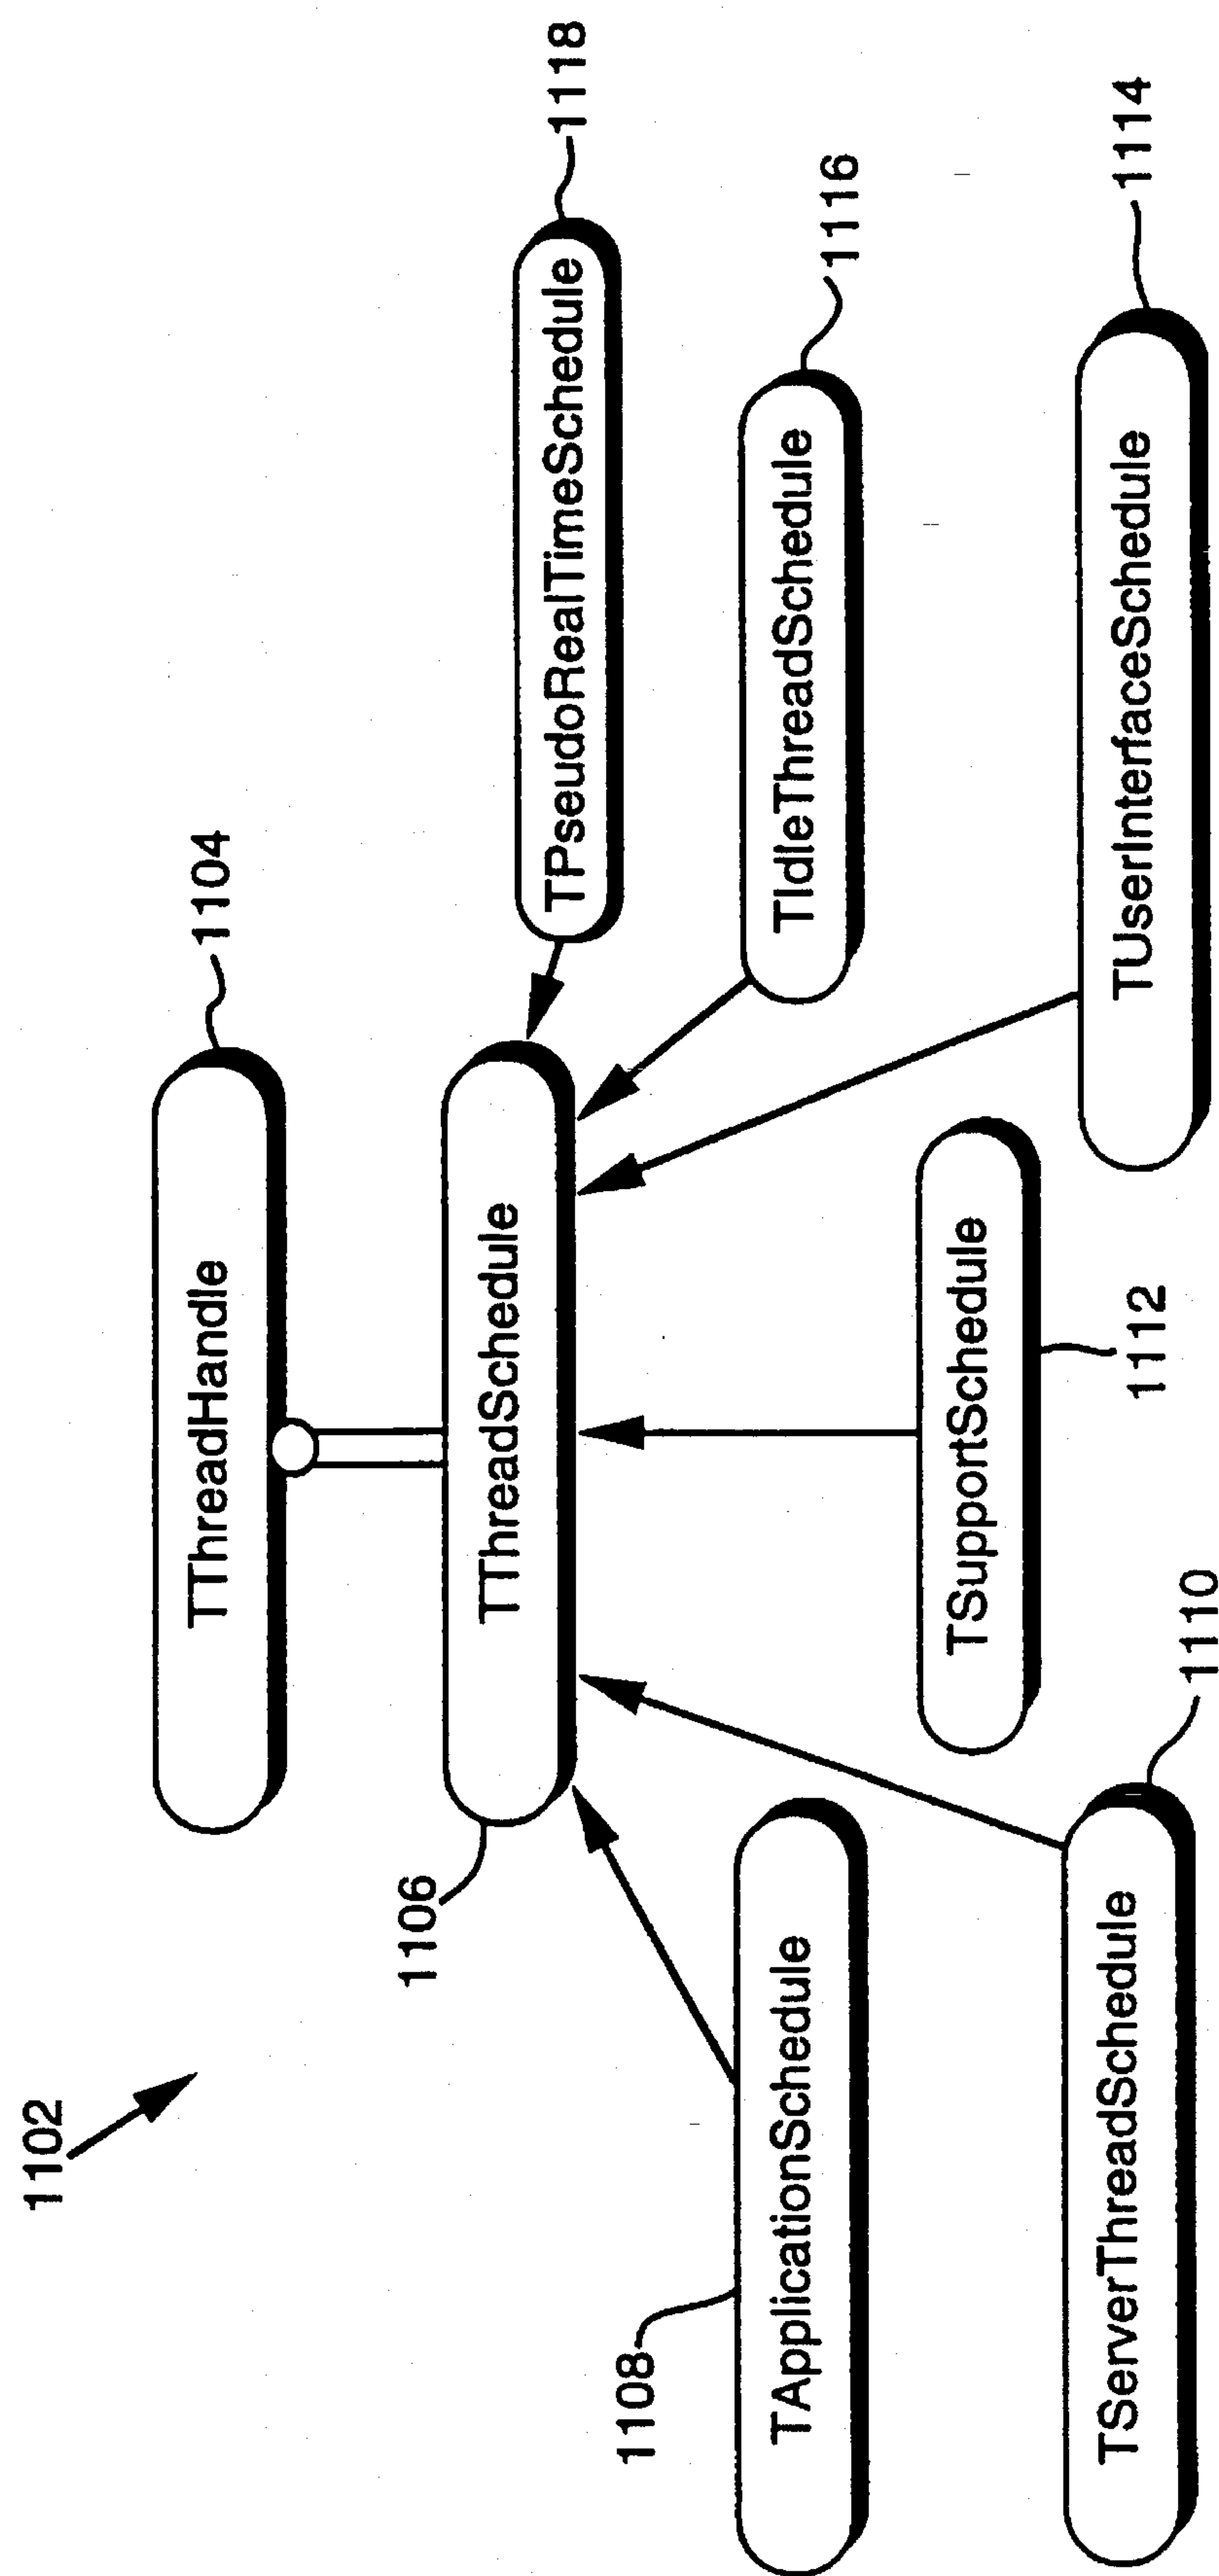 1102
TThreadHandle
1104
1106
TThreadSchedule
TPseudoRealTimeSchedule
1118
1108
TApplicationSchedule
TIdleThreadSchedule
1116
TSupportSchedule
1112
TServerThreadSchedule
1110
TUserInterfaceSchedule
1114